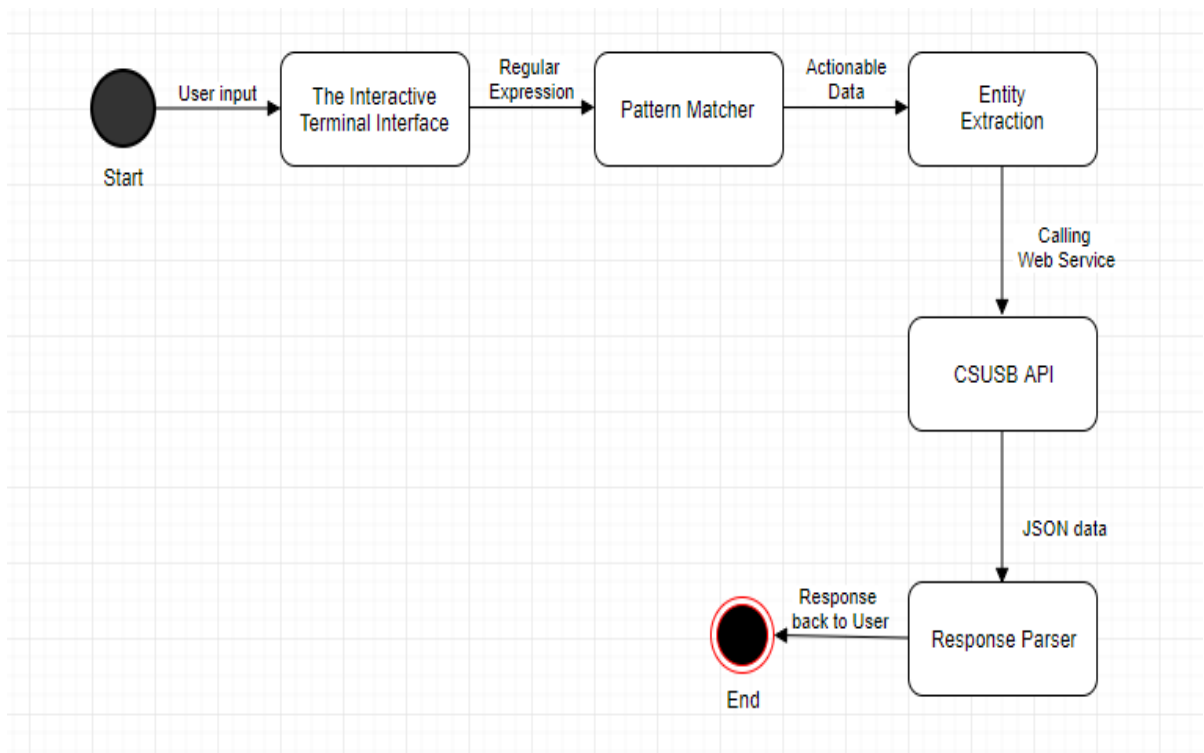 User input
Start
The Interactive
Terminal Interface
Regular
Expression
Pattern Matcher
Actionable
Data
Entity
Extraction
Calling
Web Service
CSUSB API
JSON data
Response Parser
Response
back to User
End